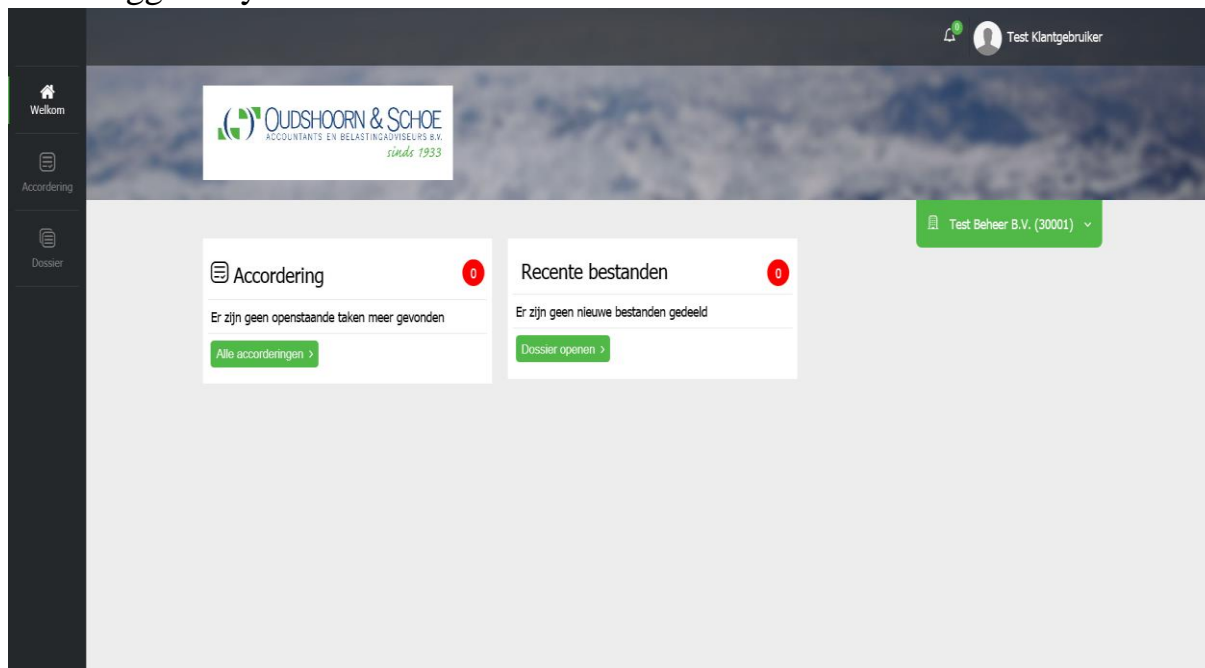 0
Test Klantgebruiker
Welkom
Accordering
Dossier
OUDSHOORN & SCHOE
ACCOUNTANTS EN BELASTINGADVISEURS B.V.
sinds 1933
Test Beheer B.V. (30001)
Accordering 0
Er zijn geen openstaande taken meer gevonden
Alle accorderingen >
Recente bestanden 0
Er zijn geen nieuwe bestanden gedeeld
Dossier openen >